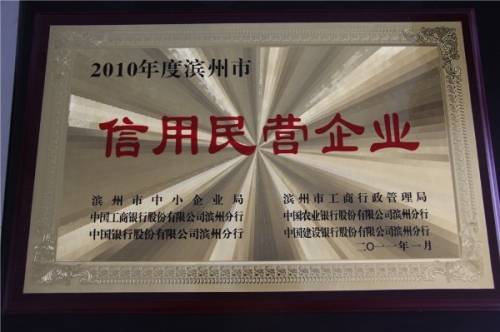 2010年度滨州市
信用民营企业
滨州市中小企业局 滨州市工商行政管理局
中国工商银行股份有限公司滨州分行 中国农业银行股份有限公司滨州分行
中国银行股份有限公司滨州分行 中国建设银行股份有限公司滨州分行
二〇一一年一月